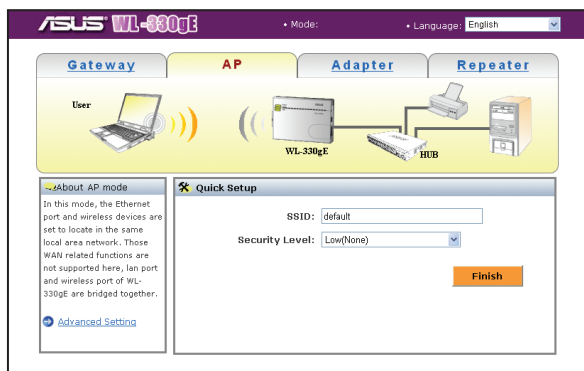 ASUS WL-330gE • Mode: • Language: English
Gateway AP Adapter Repeater
User
WL-330gE
HUB
About AP mode
In this mode, the Ethernet
port and wireless devices are
set to locate in the same
local area network. Those
WAN related functions are
not supported here, lan port
and wireless port of WL-
330gE are bridged together.
Advanced Setting
Quick Setup
SSID: default
Security Level: Low(None)
Finish